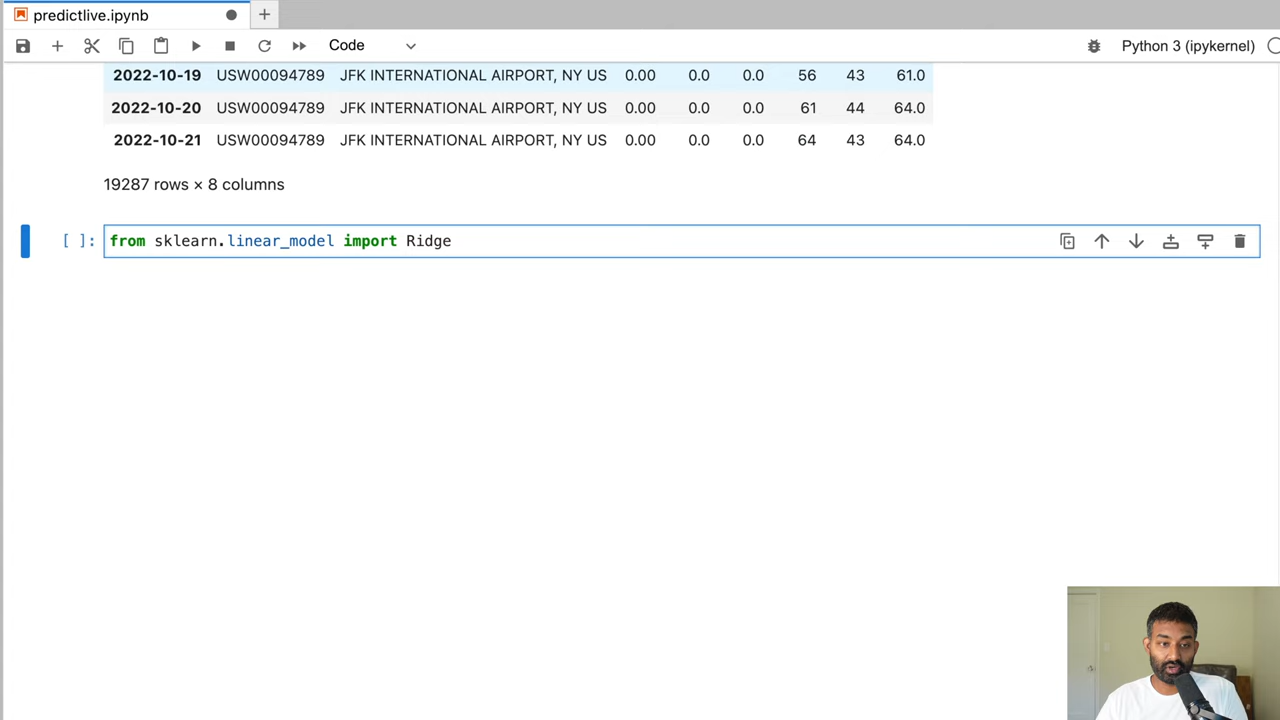 predictlive.ipynb
Code
Python 3 (ipykernel)
2022-10-19 USW00094789 JFK INTERNATIONAL AIRPORT, NY US 0.00 0.0 0.0 56 43 61.0
2022-10-20 USW00094789 JFK INTERNATIONAL AIRPORT, NY US 0.00 0.0 0.0 61 44 64.0
2022-10-21 USW00094789 JFK INTERNATIONAL AIRPORT, NY US 0.00 0.0 0.0 64 43 64.0
19287 rows × 8 columns
[ ]: from sklearn.linear_model import Ridge